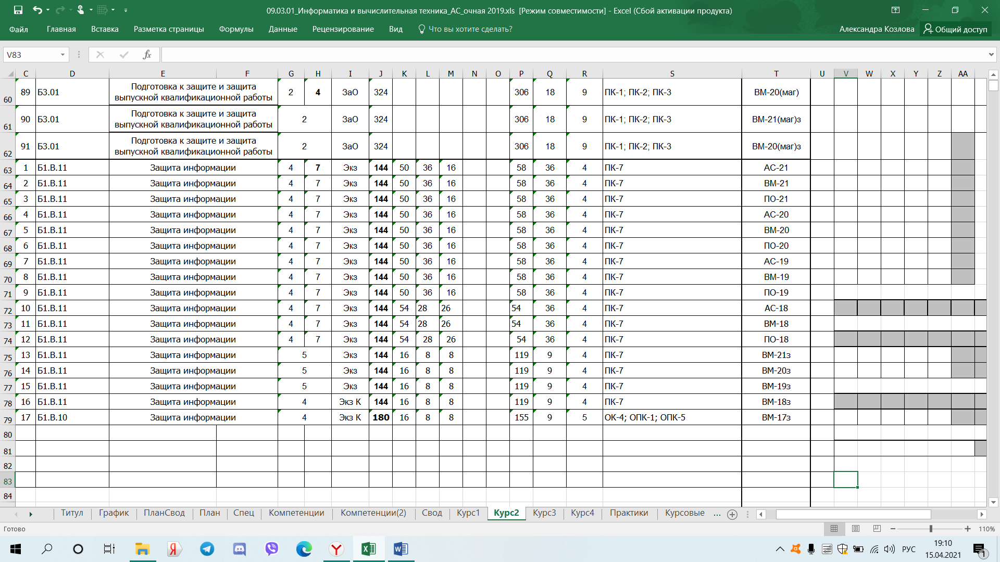 09.03.01_Информатика и вычислительная техника_АС_очная 2019.xls [Режим совместимости] - Excel (Сбой активации продукта)
Файл Главная Вставка Разметка страницы Формулы Данные Рецензирование Вид Что вы хотите сделать? Александра Козлова Общий доступ
V83 fx
C D E F G H I J K L M N O P Q R S T U V W X Y Z AA
60 89 Б3.01 Подготовка к защите и защита выпускной квалификационной работы 2 4 ЗаО 324 306 18 9 ПК-1; ПК-2; ПК-3 ВМ-20(маг)
61 90 Б3.01 Подготовка к защите и защита выпускной квалификационной работы 2 ЗаО 324 306 18 9 ПК-1; ПК-2; ПК-3 ВМ-21(маг)з
62 91 Б3.01 Подготовка к защите и защита выпускной квалификационной работы 2 ЗаО 324 306 18 9 ПК-1; ПК-2; ПК-3 ВМ-20(маг)з
63 1 Б1.В.11 Защита информации 4 7 Экз 144 50 36 16 58 36 4 ПК-7 АС-21
64 2 Б1.В.11 Защита информации 4 7 Экз 144 50 36 16 58 36 4 ПК-7 ВМ-21
65 3 Б1.В.11 Защита информации 4 7 Экз 144 50 36 16 58 36 4 ПК-7 ПО-21
66 4 Б1.В.11 Защита информации 4 7 Экз 144 50 36 16 58 36 4 ПК-7 АС-20
67 5 Б1.В.11 Защита информации 4 7 Экз 144 50 36 16 58 36 4 ПК-7 ВМ-20
68 6 Б1.В.11 Защита информации 4 7 Экз 144 50 36 16 58 36 4 ПК-7 ПО-20
69 7 Б1.В.11 Защита информации 4 7 Экз 144 50 36 16 58 36 4 ПК-7 АС-19
70 8 Б1.В.11 Защита информации 4 7 Экз 144 50 36 16 58 36 4 ПК-7 ВМ-19
71 9 Б1.В.11 Защита информации 4 7 Экз 144 50 36 16 58 36 4 ПК-7 ПО-19
72 10 Б1.В.11 Защита информации 4 7 Экз 144 54 28 26 54 36 4 ПК-7 АС-18
73 11 Б1.В.11 Защита информации 4 7 Экз 144 54 28 26 54 36 4 ПК-7 ВМ-18
74 12 Б1.В.11 Защита информации 4 7 Экз 144 54 28 26 54 36 4 ПК-7 ПО-18
75 13 Б1.В.11 Защита информации 5 Экз 144 16 8 8 119 9 4 ПК-7 ВМ-21з
76 14 Б1.В.11 Защита информации 5 Экз 144 16 8 8 119 9 4 ПК-7 ВМ-20з
77 15 Б1.В.11 Защита информации 5 Экз 144 16 8 8 119 9 4 ПК-7 ВМ-19з
78 16 Б1.В.11 Защита информации 4 Экз К 144 16 8 8 119 9 4 ПК-7 ВМ-18з
79 17 Б1.В.10 Защита информации 4 Экз К 180 16 8 8 155 9 5 ОК-4; ОПК-1; ОПК-5 ВМ-17з
80
81
82
83
84
Титул График ПланСвод План Спец Компетенции Компетенции(2) Свод Курс1 Курс2 Курс3 Курс4 Практики Курсовые ...
Готово 110%
РУС 19:10
15.04.2021 1